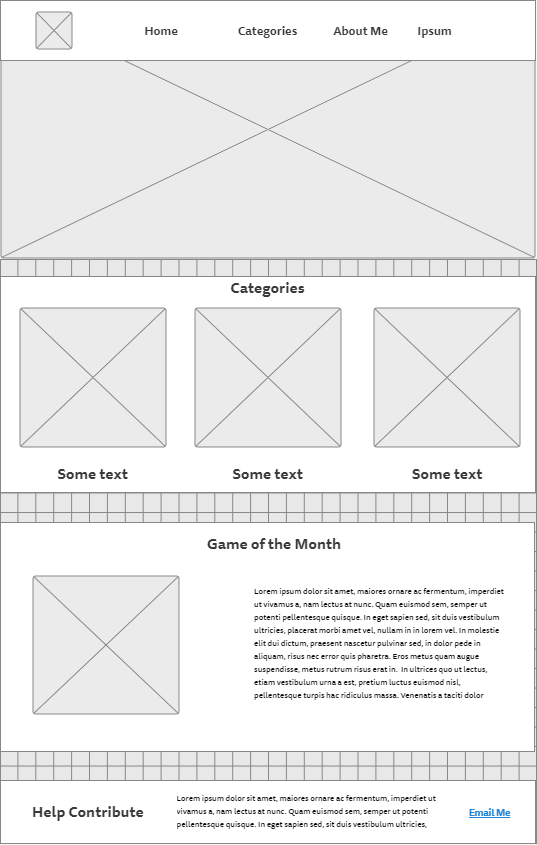 Home Categories About Me Ipsum
Categories
Some text Some text Some text
Game of the Month
Lorem ipsum dolor sit amet, maiores ornare ac fermentum, imperdiet
ut vivamus a, nam lectus at nunc. Quam euismod sem, semper ut
potenti pellentesque quisque. In eget sapien sed, sit duis vestibulum
ultricies, placerat morbi amet vel, nullam in in lorem vel. In molestie
elit dui dictum, praesent nascetur pulvinar sed, in dolor pede in
aliquam, risus nec error quis pharetra. Eros metus quam augue
suspendisse, metus rutrum risus erat in. In ultrices quo ut lectus,
etiam vestibulum urna a est, pretium luctus euismod nisl,
pellentesque turpis hac ridiculus massa. Venenatis a taciti dolor
Help Contribute
Lorem ipsum dolor sit amet, maiores ornare ac fermentum, imperdiet ut
vivamus a, nam lectus at nunc. Quam euismod sem, semper ut potenti
pellentesque. In eget sapien sed, sit duis vestibulum ultricies,
Email Me